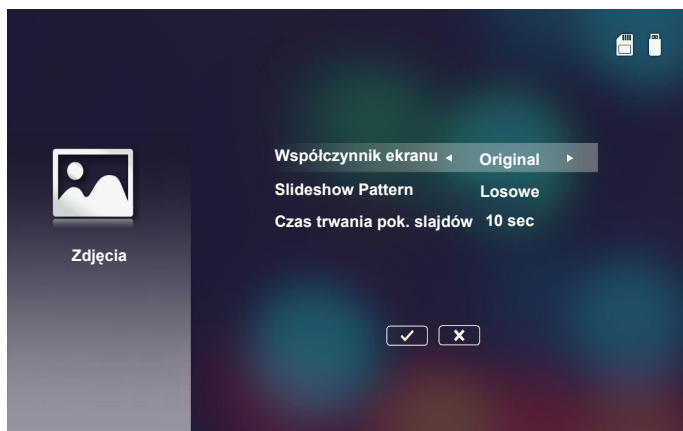 Współczynnik ekranu Original
Slideshow Pattern Losowe
Czas trwania pok. slajdów 10 sec
Zdjęcia